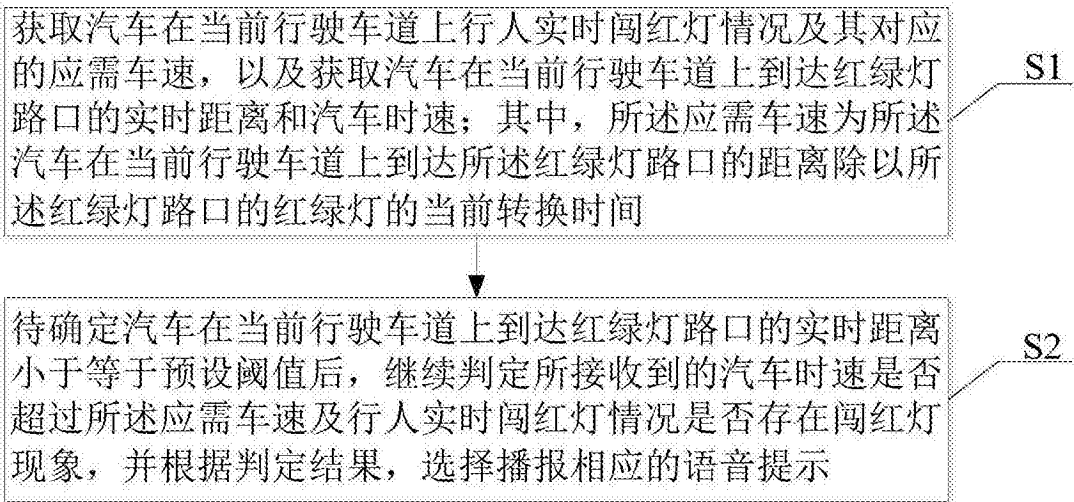 获取汽车在当前行驶车道上行人实时闯红灯情况及其对应
的应需车速，以及获取汽车在当前行驶车道上到达红绿灯
路口的实时距离和汽车时速；其中，所述应需车速为所述
汽车在当前行驶车道上到达所述红绿灯路口的距离除以所
述红绿灯路口的红绿灯的当前转换时间
S1
待确定汽车在当前行驶车道上到达红绿灯路口的实时距离
小于等于预设阈值后，继续判定所接收到的汽车时速是否
超过所述应需车速及行人实时闯红灯情况是否存在闯红灯
现象，并根据判定结果，选择播报相应的语音提示
S2